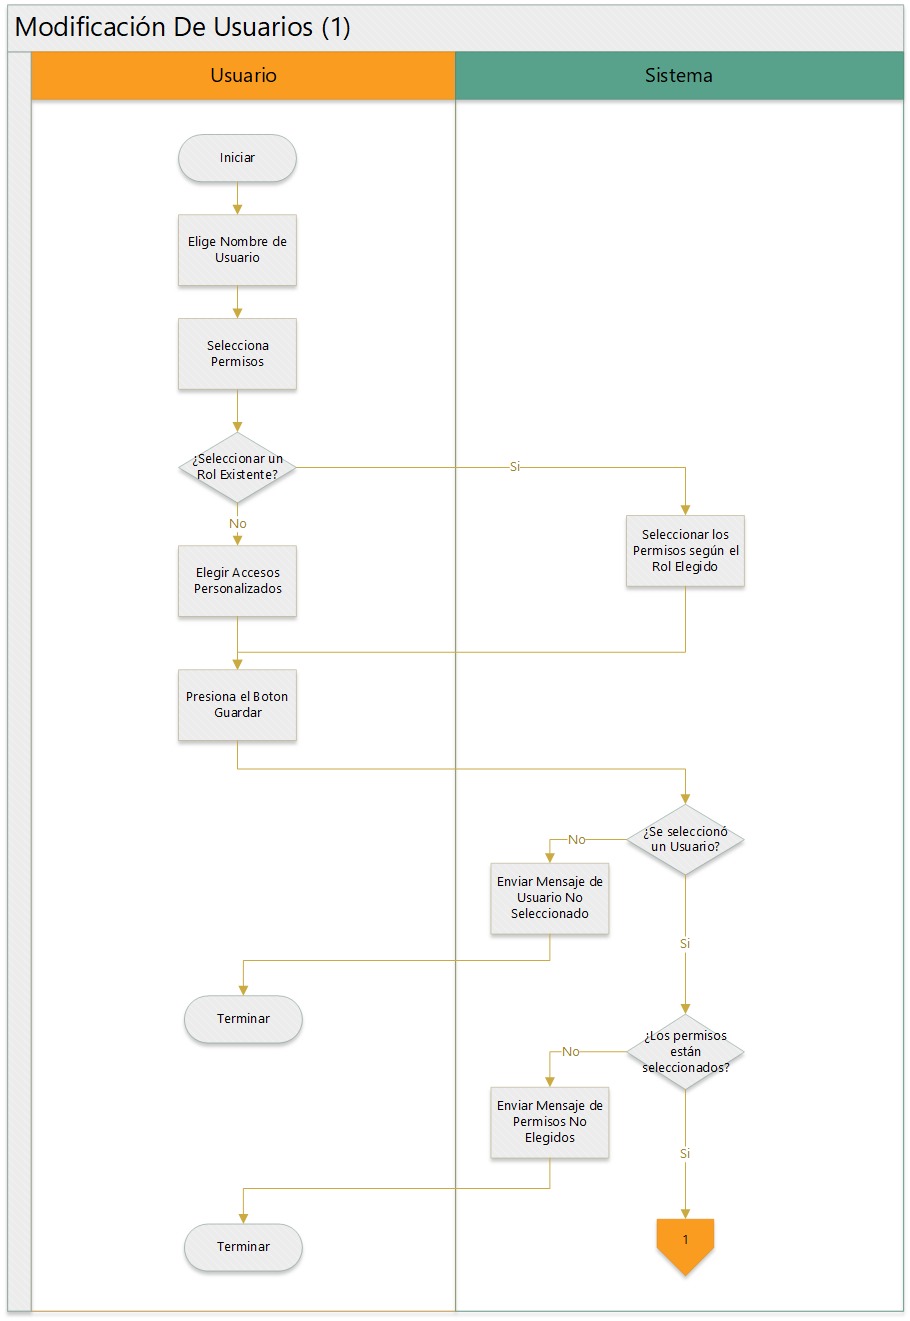 Modificación De Usuarios (1)
Usuario
Sistema
Iniciar
Elige Nombre de
Usuario
Selecciona
Permisos
¿Seleccionar un
Rol Existente?
Si
No
Elegir Accesos
Personalizados
Seleccionar los
Permisos según el
Rol Elegido
Presiona el Boton
Guardar
¿Se seleccionó
un Usuario?
No
Enviar Mensaje de
Usuario No
Seleccionado
Si
Terminar
¿Los permisos
están
seleccionados?
No
Enviar Mensaje de
Permisos No
Elegidos
Si
Terminar
1